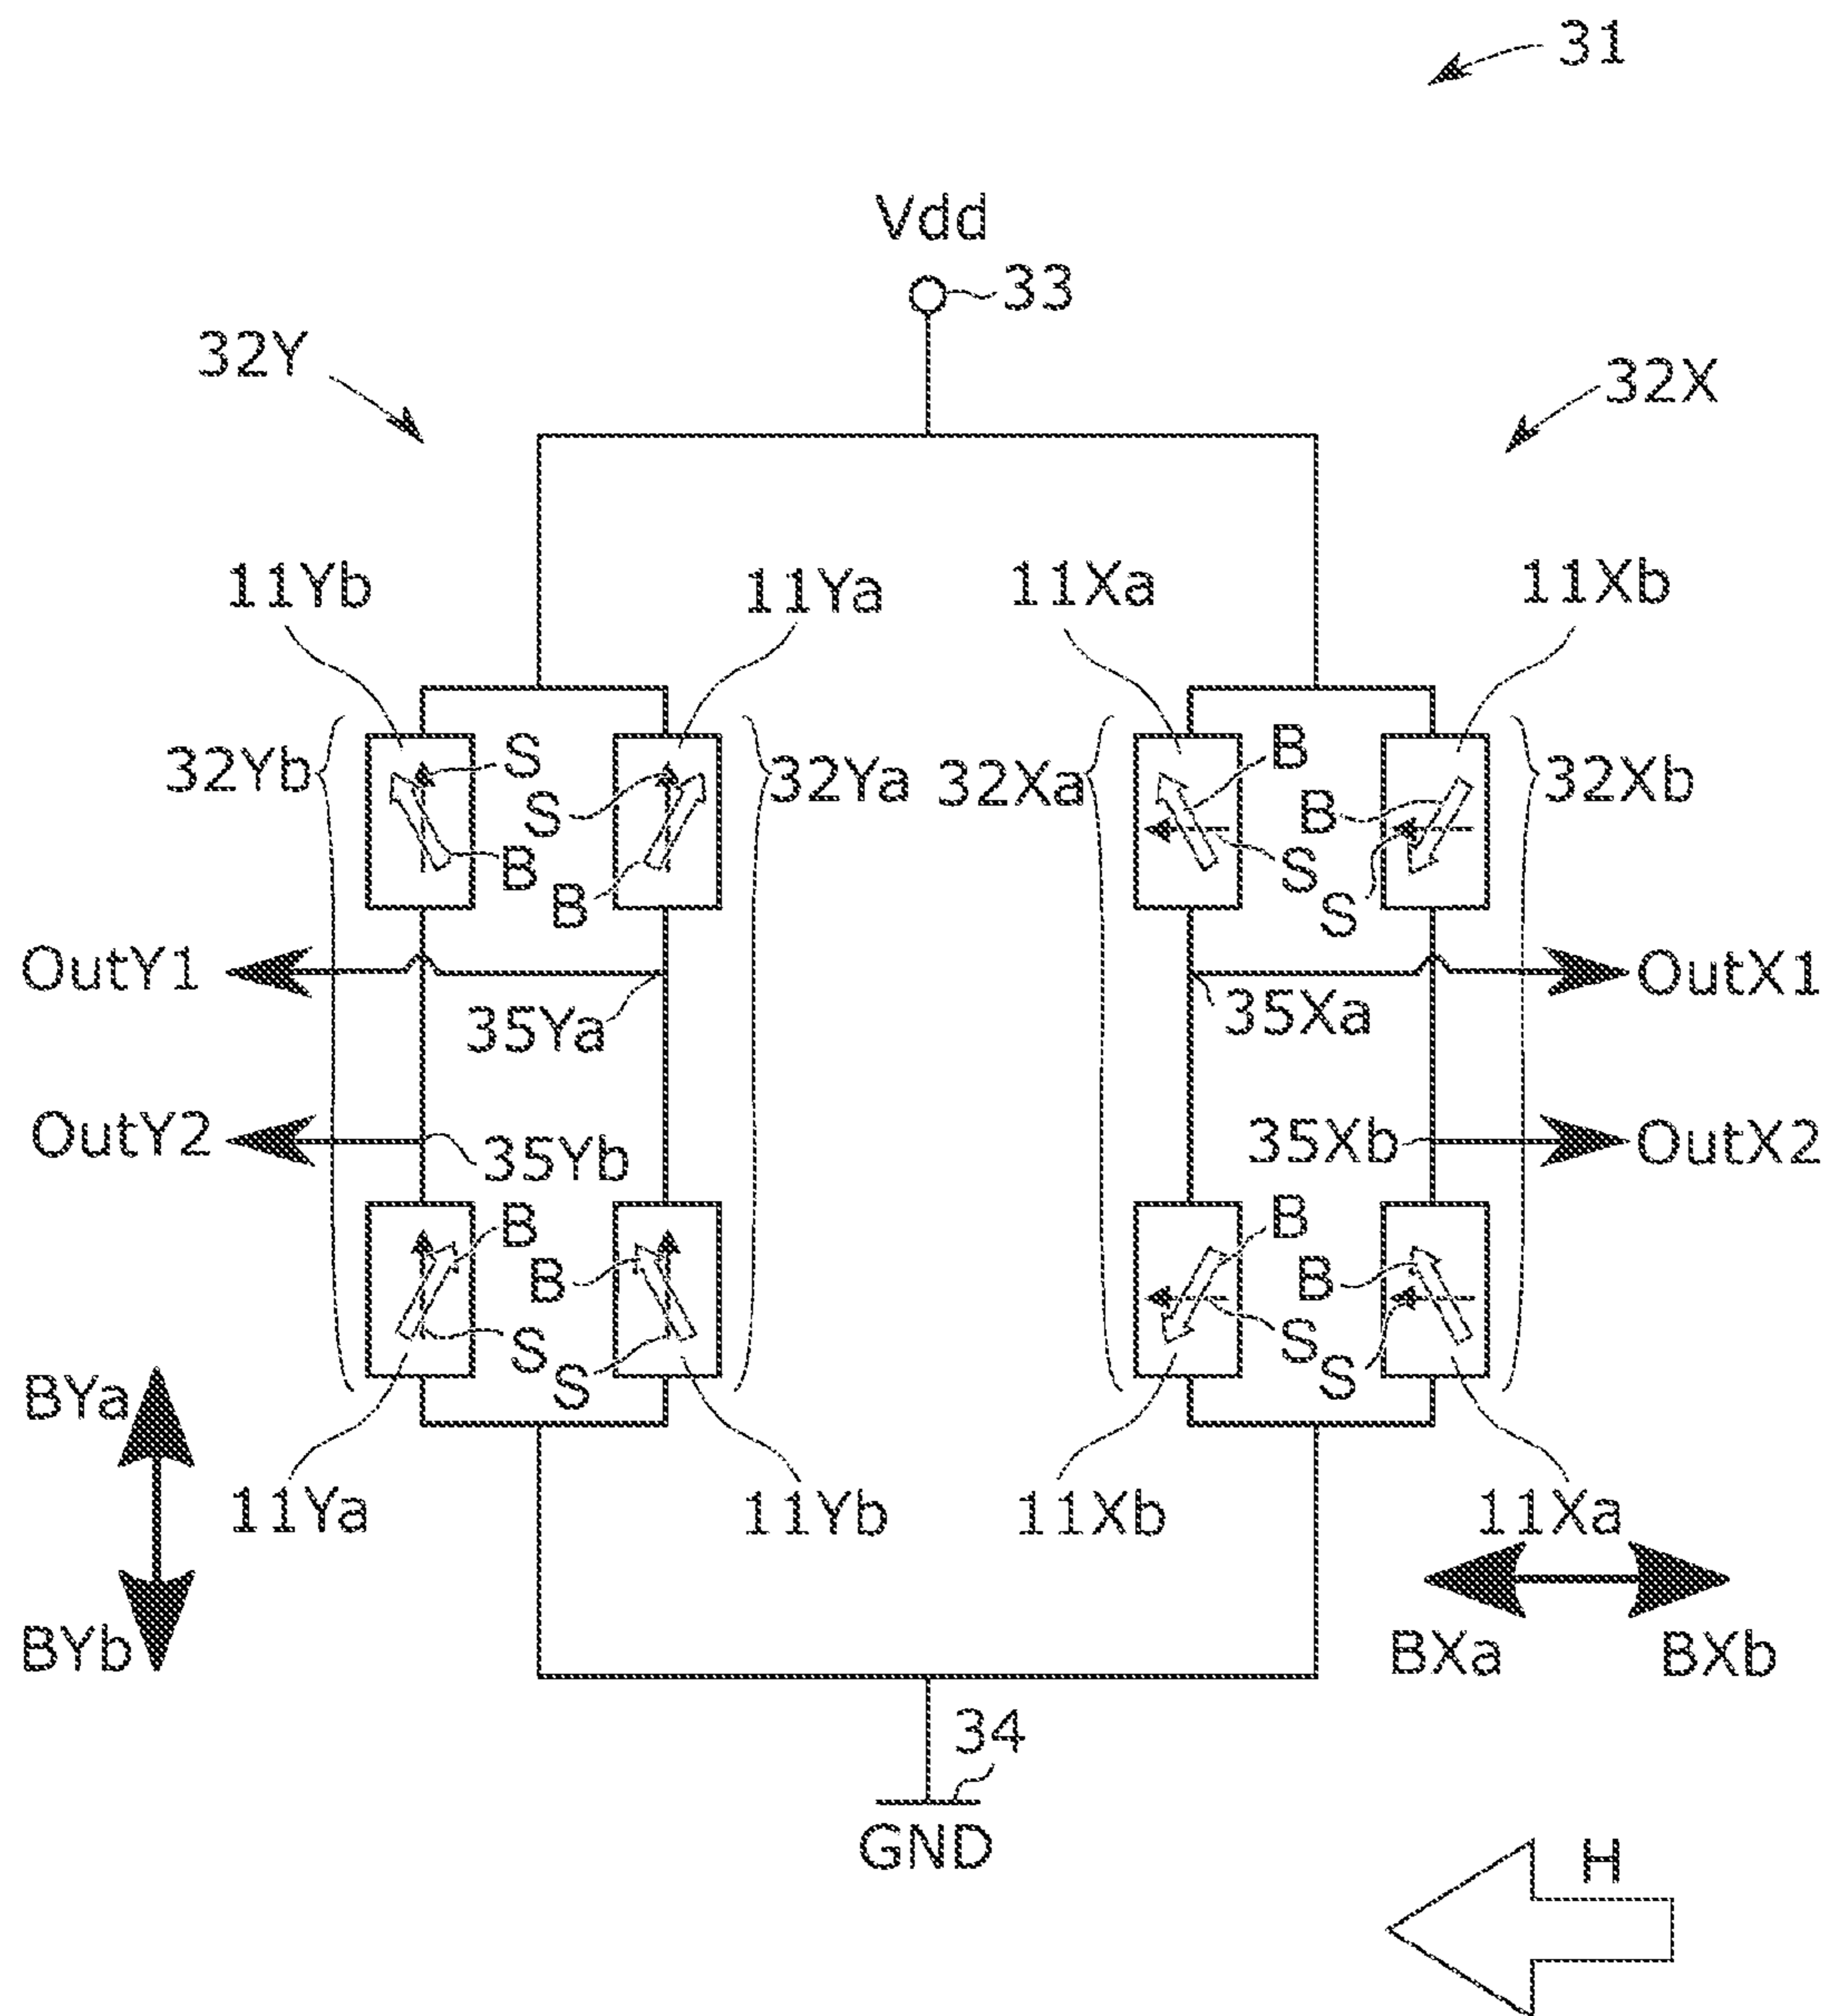 31
Vdd
33
32Y
32X
11Yb
11Ya
11Xa
11Xb
32Yb
S
S
B
B
32Ya
32Xa
B
B
S
S
32Xb
OutY1
35Ya
35Xa
OutX1
OutY2
35Yb
35Xb
OutX2
B
B
S
S
B
B
S
S
BYa
BYb
11Ya
11Yb
11Xb
11Xa
BXa
BXb
34
GND
H